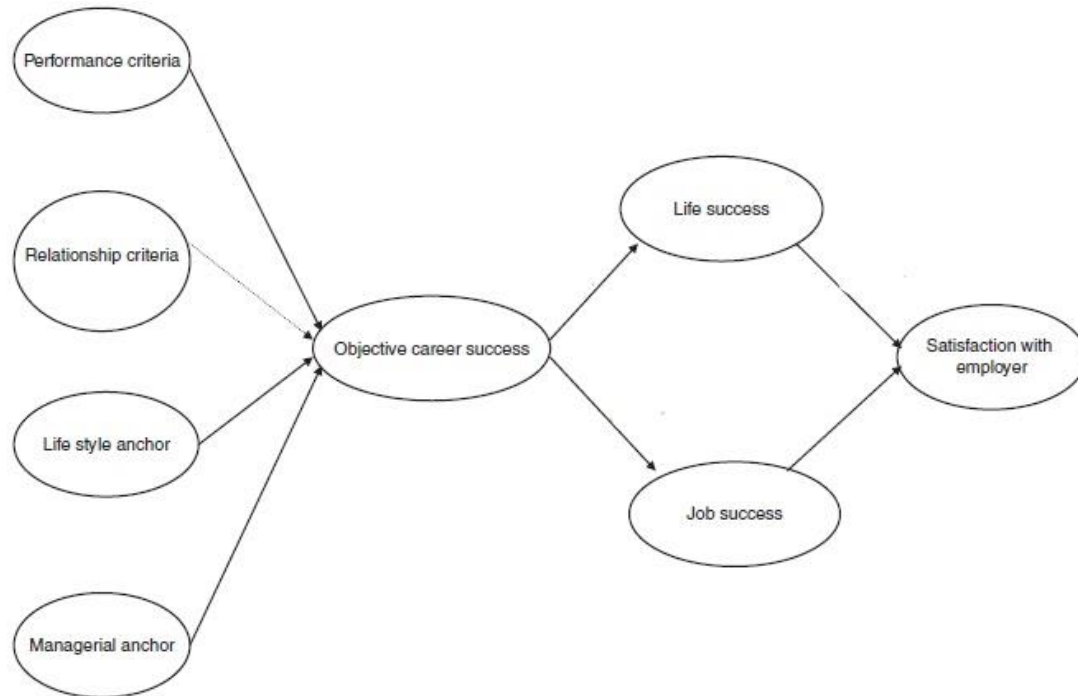 Performance criteria
Relationship criteria
Life style anchor
Managerial anchor
Objective career success
Life success
Job success
Satisfaction with
employer